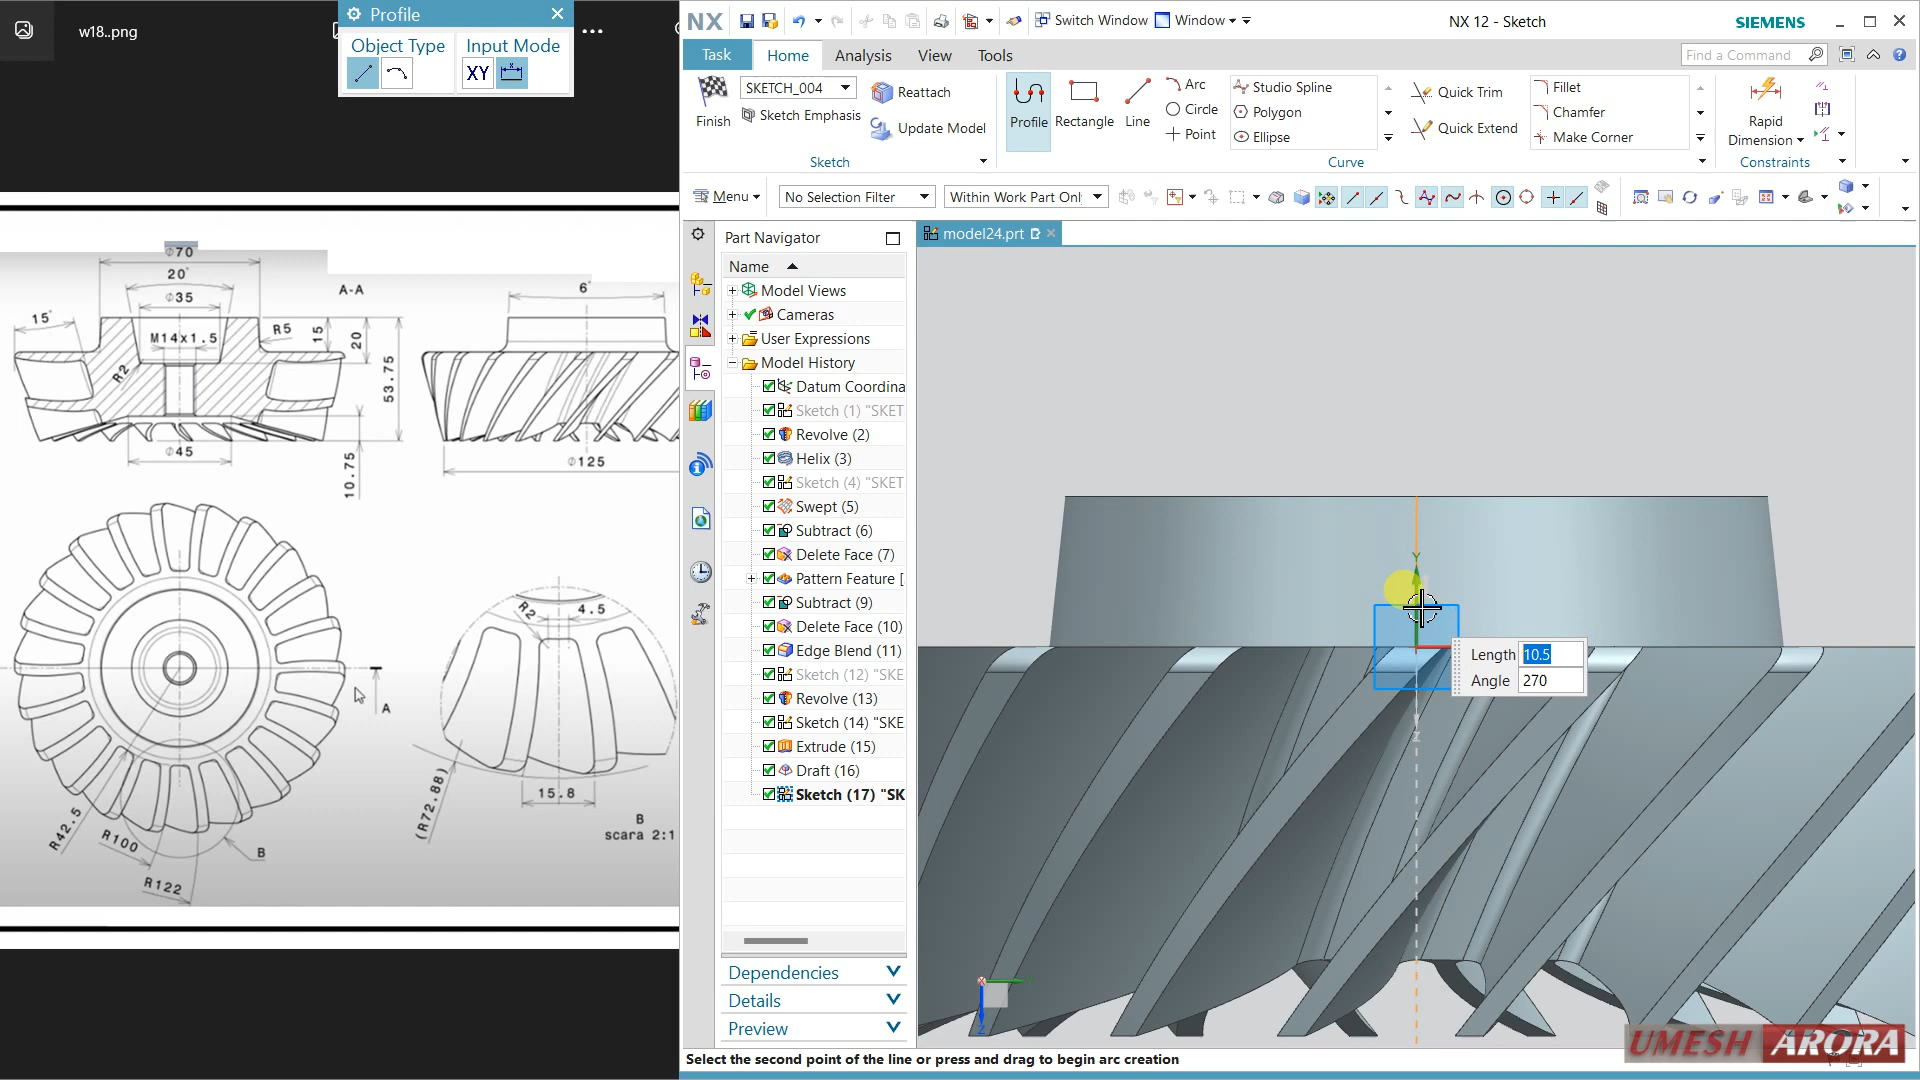 w18..png
Profile
Object Type
Input Mode
XY
NX
Switch Window
Window
NX 12 - Sketch
SIEMENS
Task
Home
Analysis
View
Tools
Find a Command
Finish
SKETCH_004
Sketch Emphasis
Reattach
Update Model
Sketch
Profile
Rectangle
Line
Arc
Circle
Point
Studio Spline
Polygon
Ellipse
Quick Trim
Quick Extend
Fillet
Chamfer
Make Corner
Curve
Rapid
Dimension
Constraints
Menu
No Selection Filter
Within Work Part Onl
Part Navigator
model24.prt
Name
Model Views
Cameras
User Expressions
Model History
Datum Coordina
Sketch (1) "SKET
Revolve (2)
Helix (3)
Sketch (4) "SKET
Swept (5)
Subtract (6)
Delete Face (7)
Pattern Feature [
Subtract (9)
Delete Face (10)
Edge Blend (11)
Sketch (12) "SKE
Revolve (13)
Sketch (14) "SKE
Extrude (15)
Draft (16)
Sketch (17) "SK
Dependencies
Details
Preview
Y
Length 10.5
Angle 270
Z
Z
Φ70
20°
Φ35
A-A
15°
M14x1.5
R5
15
20
R2
53.75
Φ45
10.75
6°
Φ125
A
R42.5
R100
B
R122
R2
4.5
15.8
(R72.88)
B
scara 2:1
Select the second point of the line or press and drag to begin arc creation
UMESH ARORA